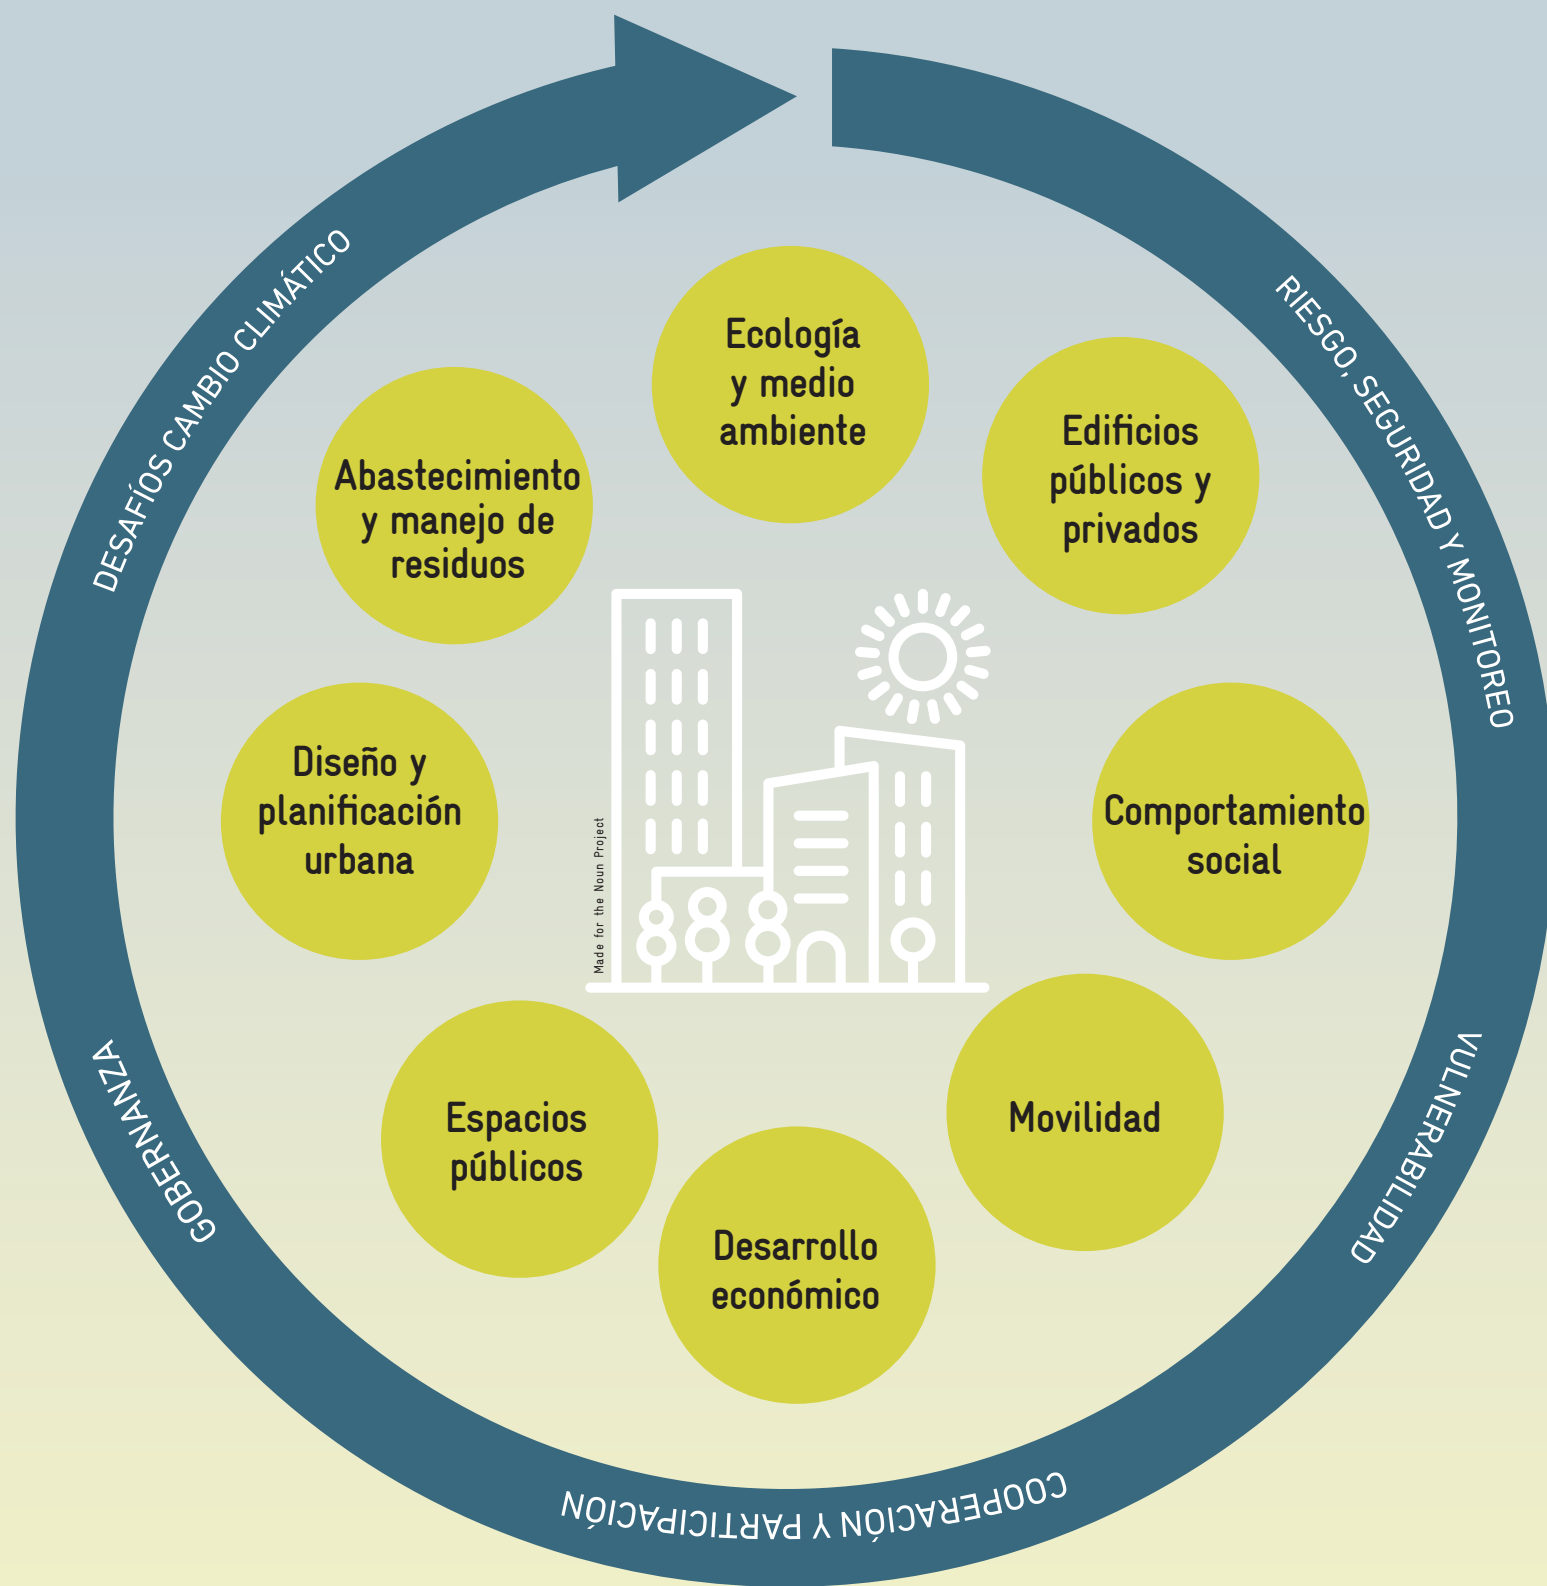 DESAFÍOS CAMBIO CLIMÁTICO
RIESGO, SEGURIDAD Y MONITOREO
VULNERABILIDAD
COOPERACIÓN Y PARTICIPACIÓN
GOBERNANZA
Ecología
y medio
ambiente
Edificios
públicos y
privados
Comportamiento
social
Movilidad
Desarrollo
económico
Espacios
públicos
Diseño y
planificación
urbana
Abastecimiento
y manejo de
residuos
Made for the Noun Project